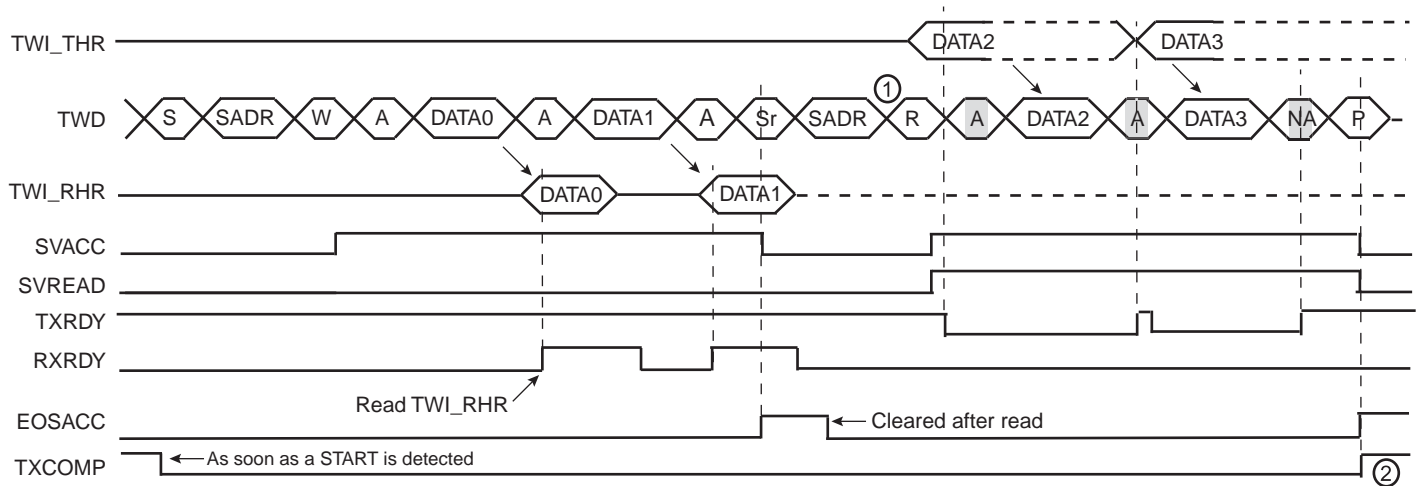 TWI_THR DATA2 DATA3
①
TWD S SADR W A DATA0 A DATA1 A Sr SADR R A DATA2 A DATA3 NA P
TWI_RHR DATA0 DATA1
SVACC
SVREAD
TXRDY
RXRDY
Read TWI_RHR
EOSACC Cleared after read
TXCOMP As soon as a START is detected ②